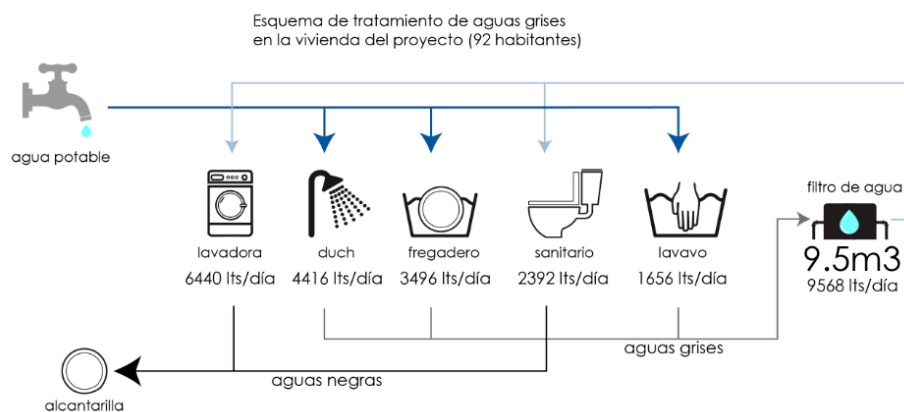 Esquema de tratamiento de aguas grises
en la vivienda del proyecto (92 habitantes)
agua potable
filtro de agua
lavadora
duch
fregadero
sanitario
lavavo
9.5m3
6440 lts/día
4416 lts/día
3496 lts/día
2392 lts/día
1656 lts/día
9568 lts/día
aguas grises
aguas negras
alcantarilla